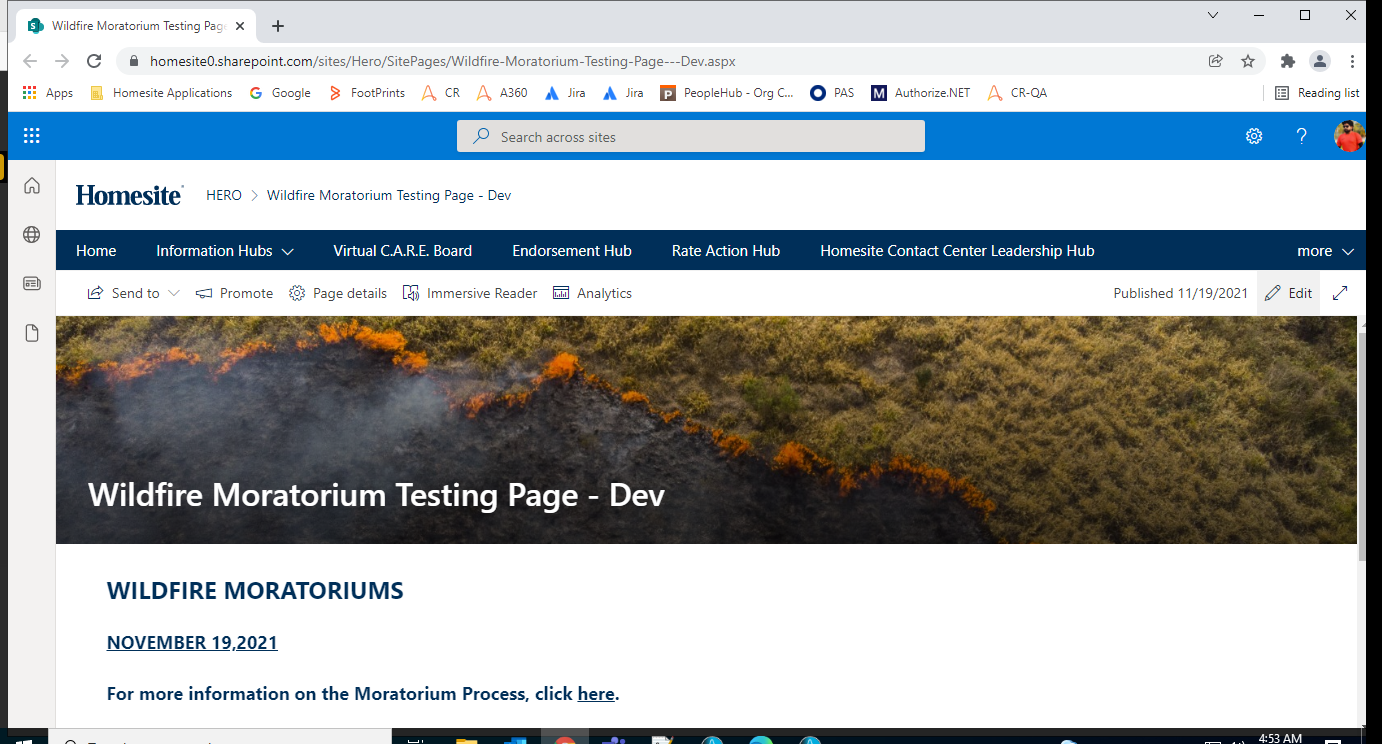 Wildfire Moratorium Testing Pag
homesite0.sharepoint.com/sites/Hero/SitePages/Wildfire-Moratorium-Testing-Page---Dev.aspx
Apps Homesite Applications Google FootPrints CR A360 Jira Jira PeopleHub - Org C... PAS M Authorize.NET CR-QA Reading list
Search across sites
Homesite HERO Wildfire Moratorium Testing Page - Dev
Home Information Hubs Virtual C.A.R.E. Board Endorsement Hub Rate Action Hub Homesite Contact Center Leadership Hub more
Send to Promote Page details Immersive Reader Analytics Published 11/19/2021 Edit
Wildfire Moratorium Testing Page - Dev
WILDFIRE MORATORIUMS
NOVEMBER 19,2021
For more information on the Moratorium Process, click here.
4:53 AM